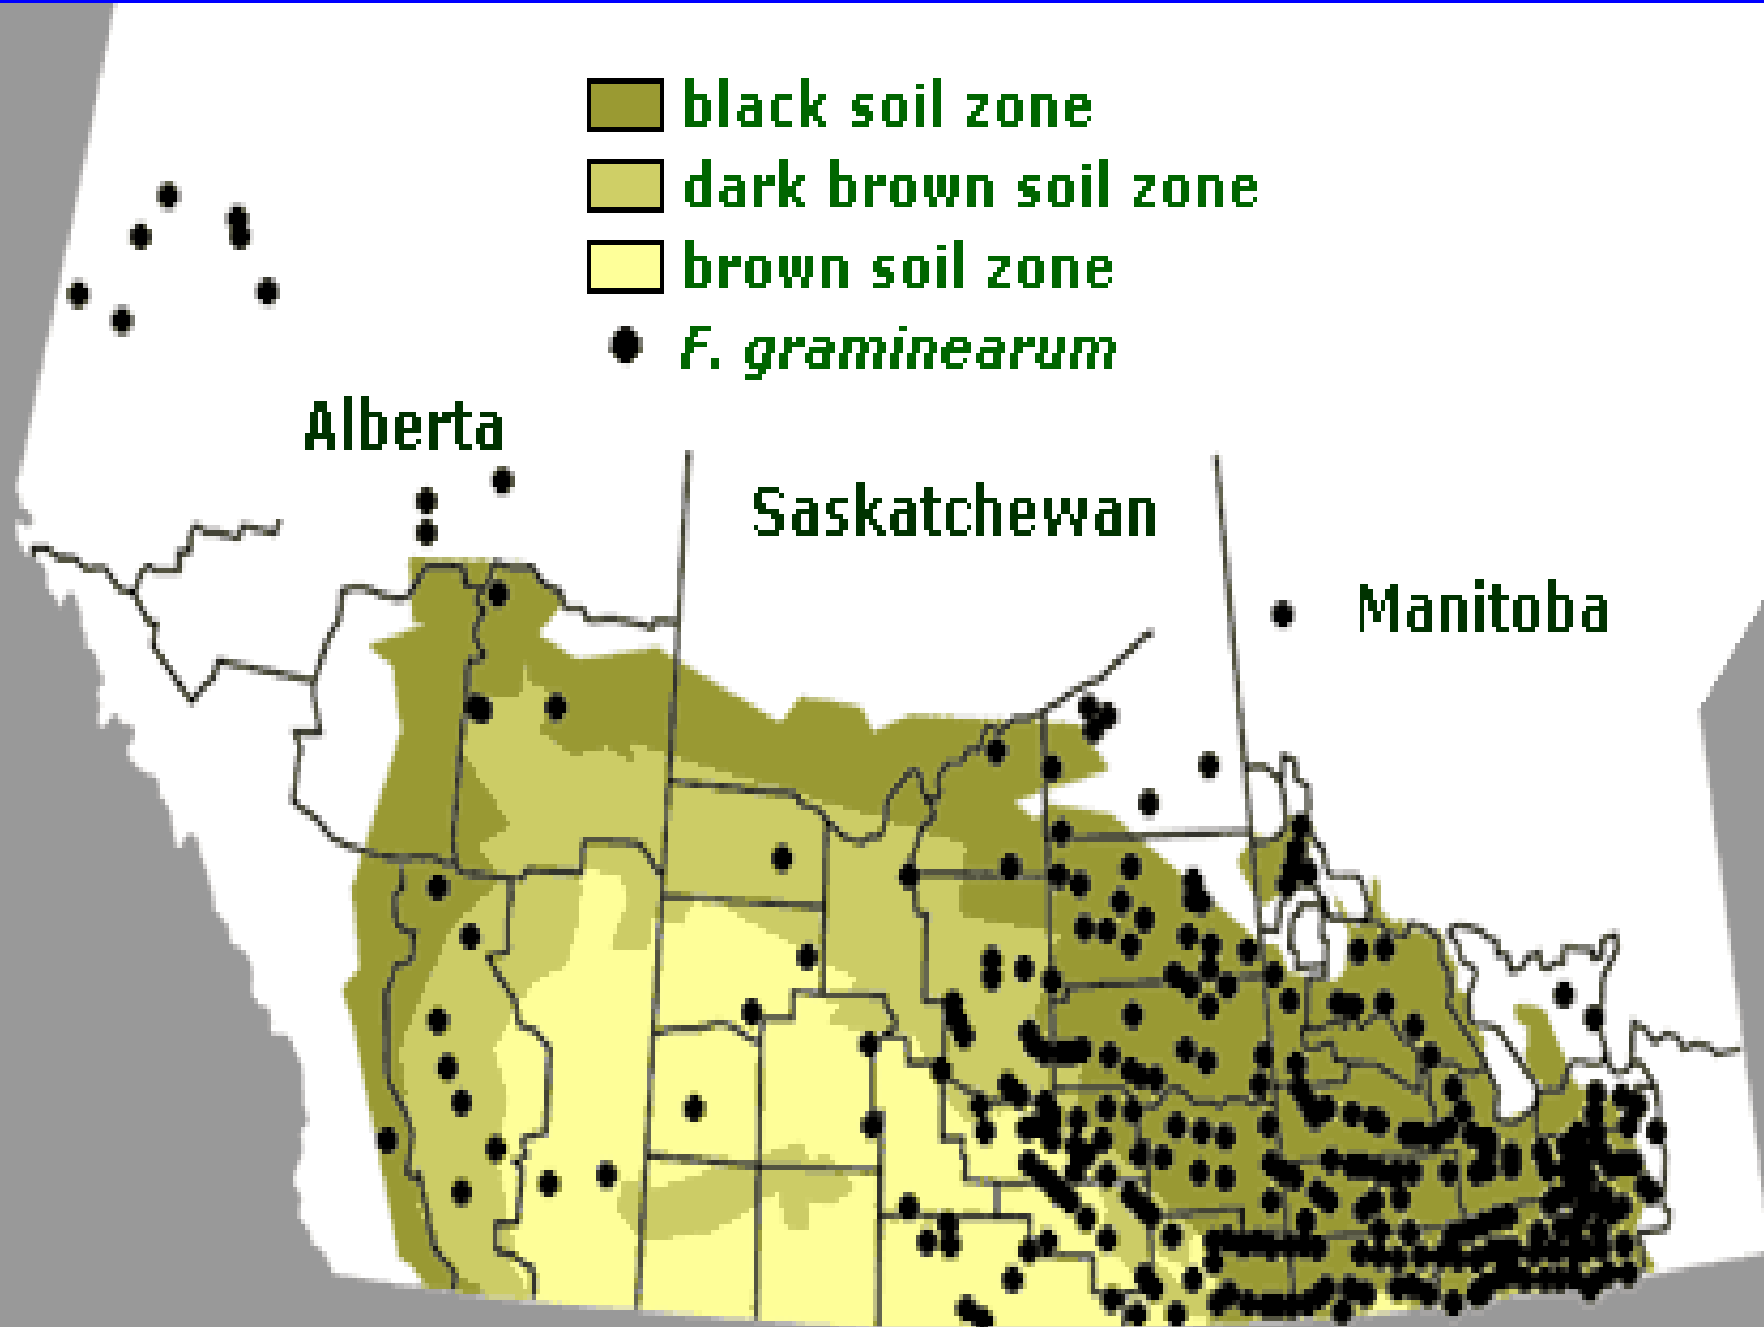 black soil zone
dark brown soil zone
brown soil zone
F. graminearum
Alberta
Saskatchewan
Manitoba